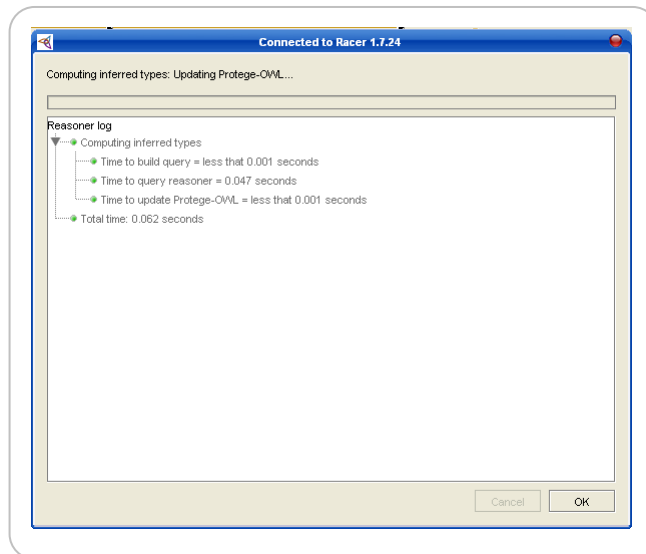 Connected to Racer 1.7.24
Computing inferred types: Updating Protege-OWL...
Reasoner log
Computing inferred types
Time to build query = less that 0.001 seconds
Time to query reasoner = 0.047 seconds
Time to update Protege-OWL = less that 0.001 seconds
Total time: 0.062 seconds
Cancel OK